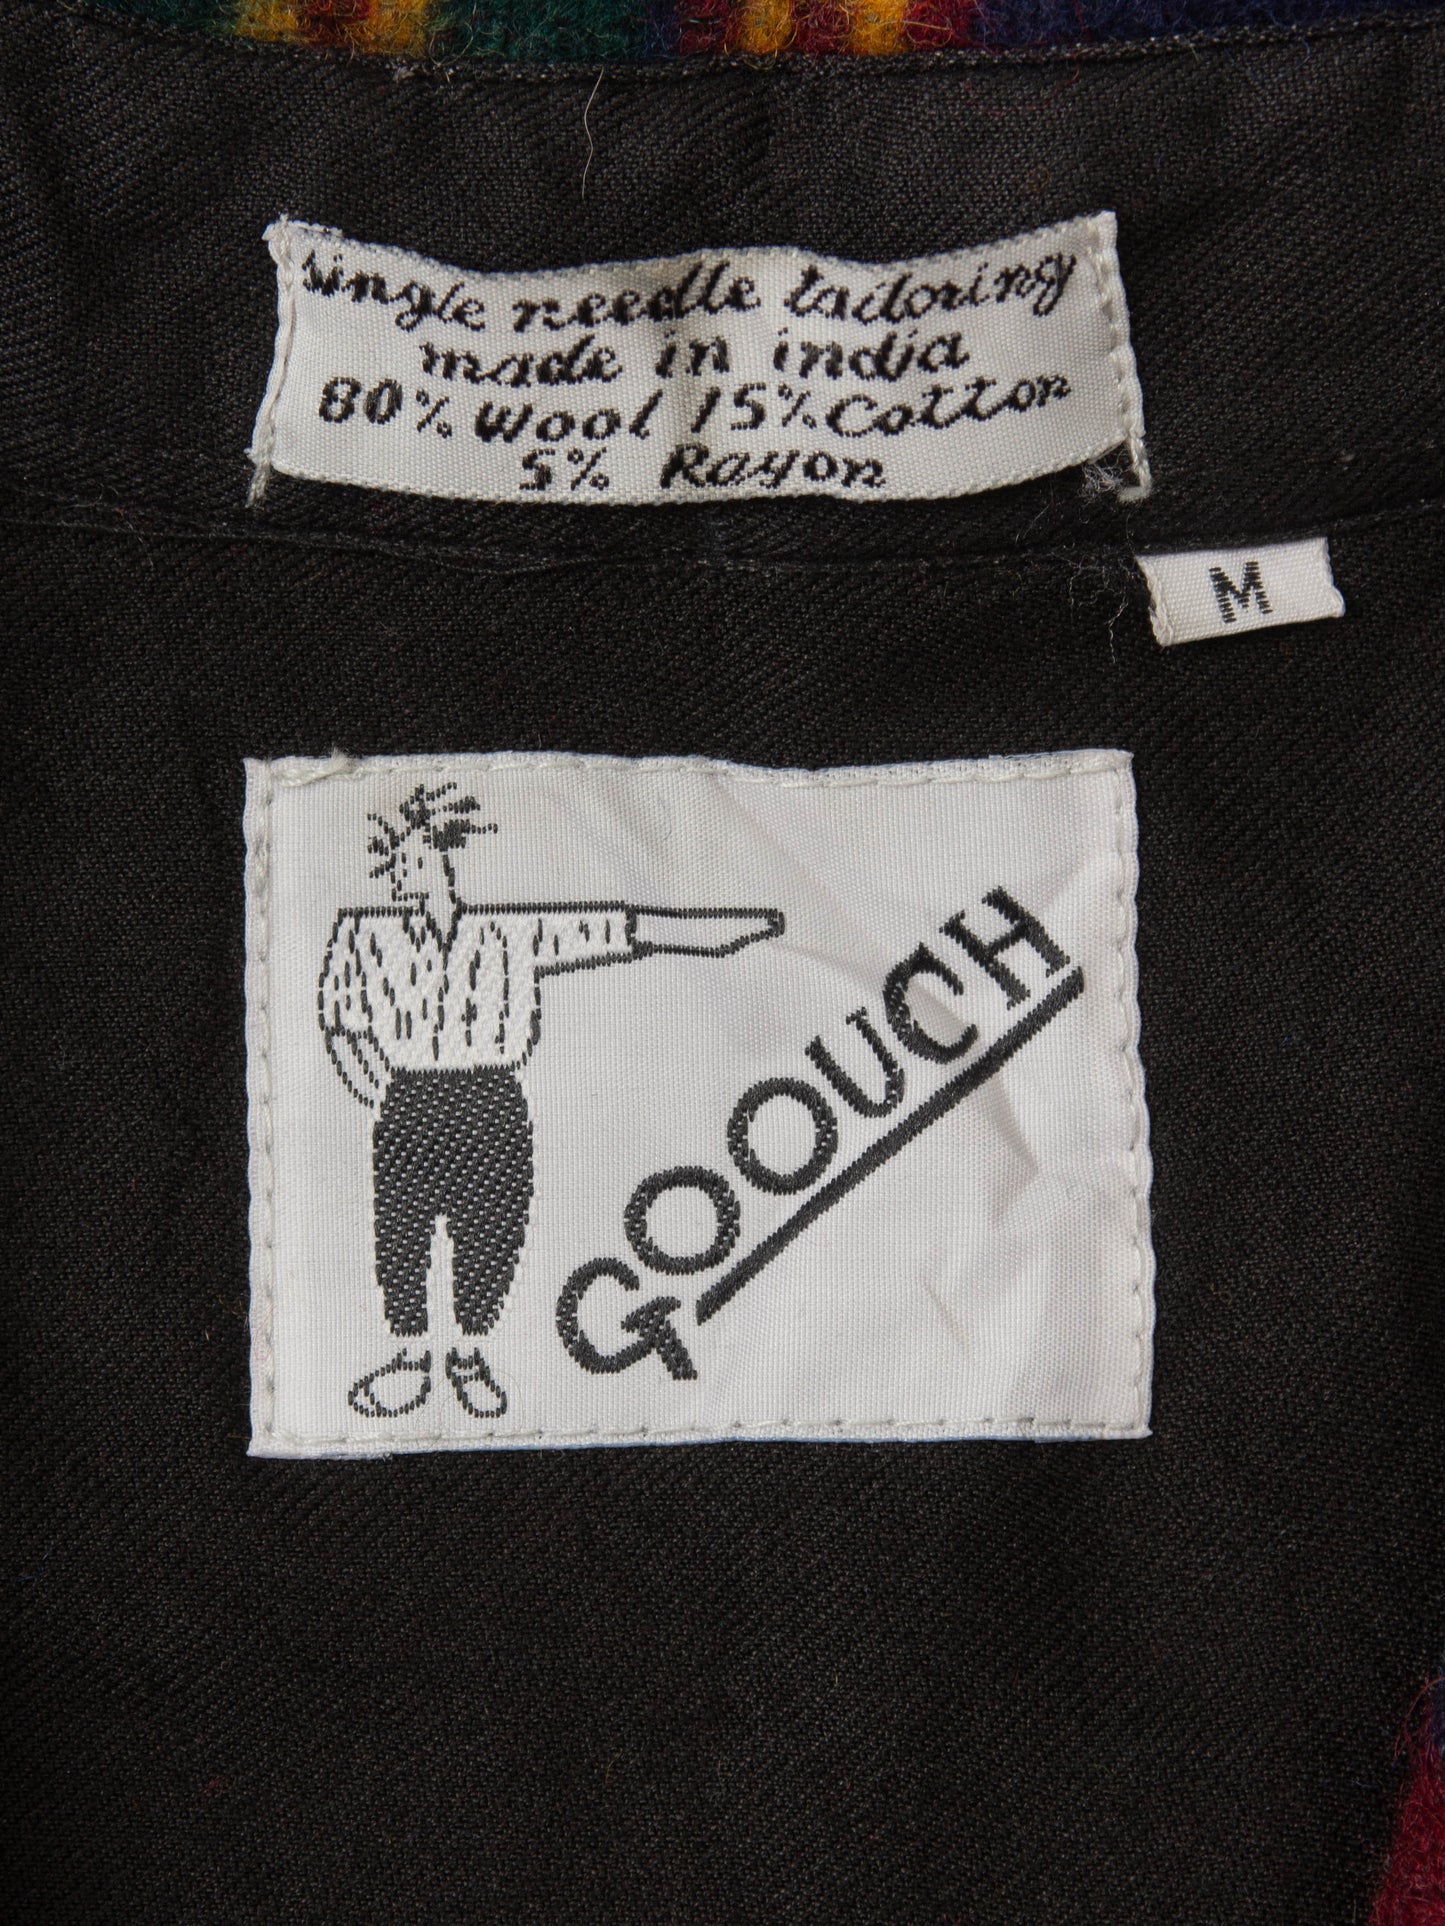 single needle tailoring
made in india
80% Wool 15% Cotton
5% Rayon
M
GOOUCH